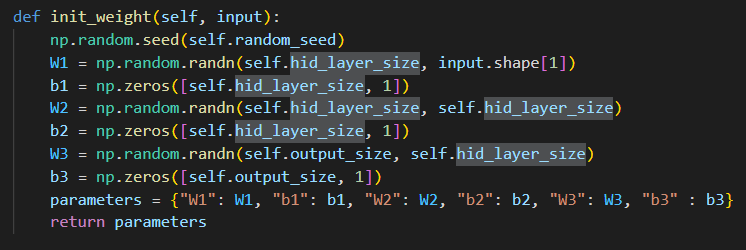 def init_weight(self, input):
    np.random.seed(self.random_seed)
    W1 = np.random.randn(self.hid_layer_size, input.shape[1])
    b1 = np.zeros([self.hid_layer_size, 1])
    W2 = np.random.randn(self.hid_layer_size, self.hid_layer_size)
    b2 = np.zeros([self.hid_layer_size, 1])
    W3 = np.random.randn(self.output_size, self.hid_layer_size)
    b3 = np.zeros([self.output_size, 1])
    parameters = {"W1": W1, "b1": b1, "W2": W2, "b2": b2, "W3": W3, "b3" : b3}
    return parameters